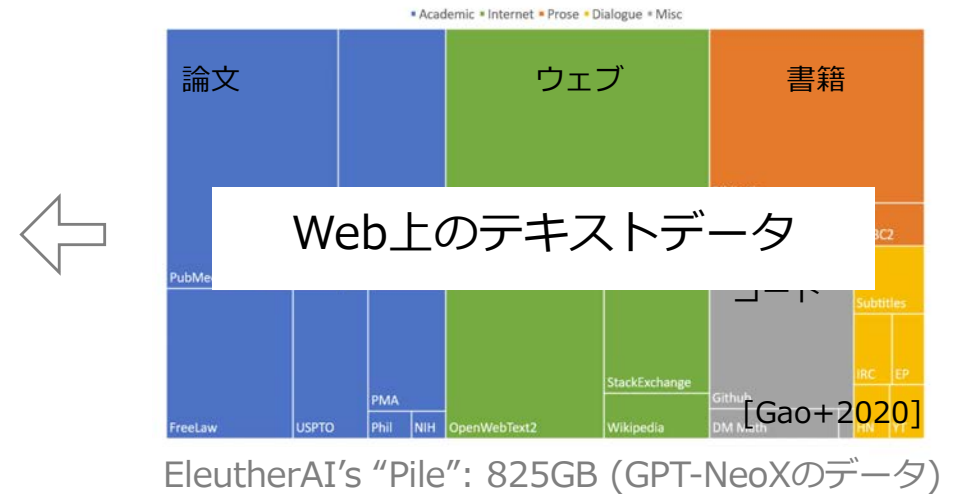 Academic Internet Prose Dialogue Misc
論文
ウェブ
書籍
Web上のテキストデータ
コード
Subtitles
IRC
EP
StackExchange
PMA
Github
[Gao+2020]
FreeLaw
USPTO
Phil
NIH
OpenWebText2
Wikipedia
DM Math
HN
YT
EleutherAI’s “Pile”: 825GB (GPT-NeoXのデータ)